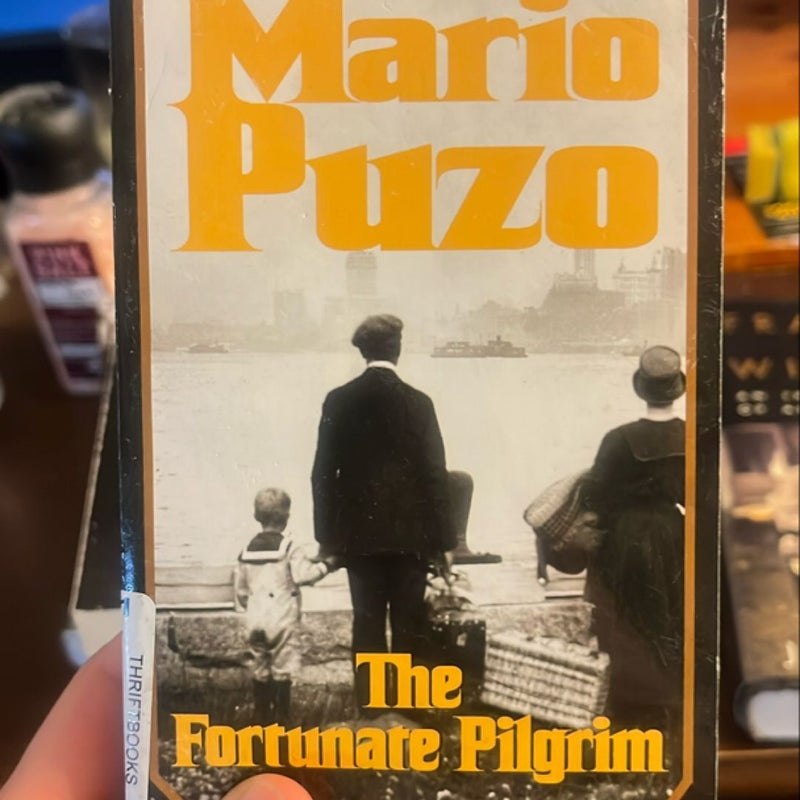 Mario
Puzo
The
Fortunate Pilgrim
THRIFTBOOKS